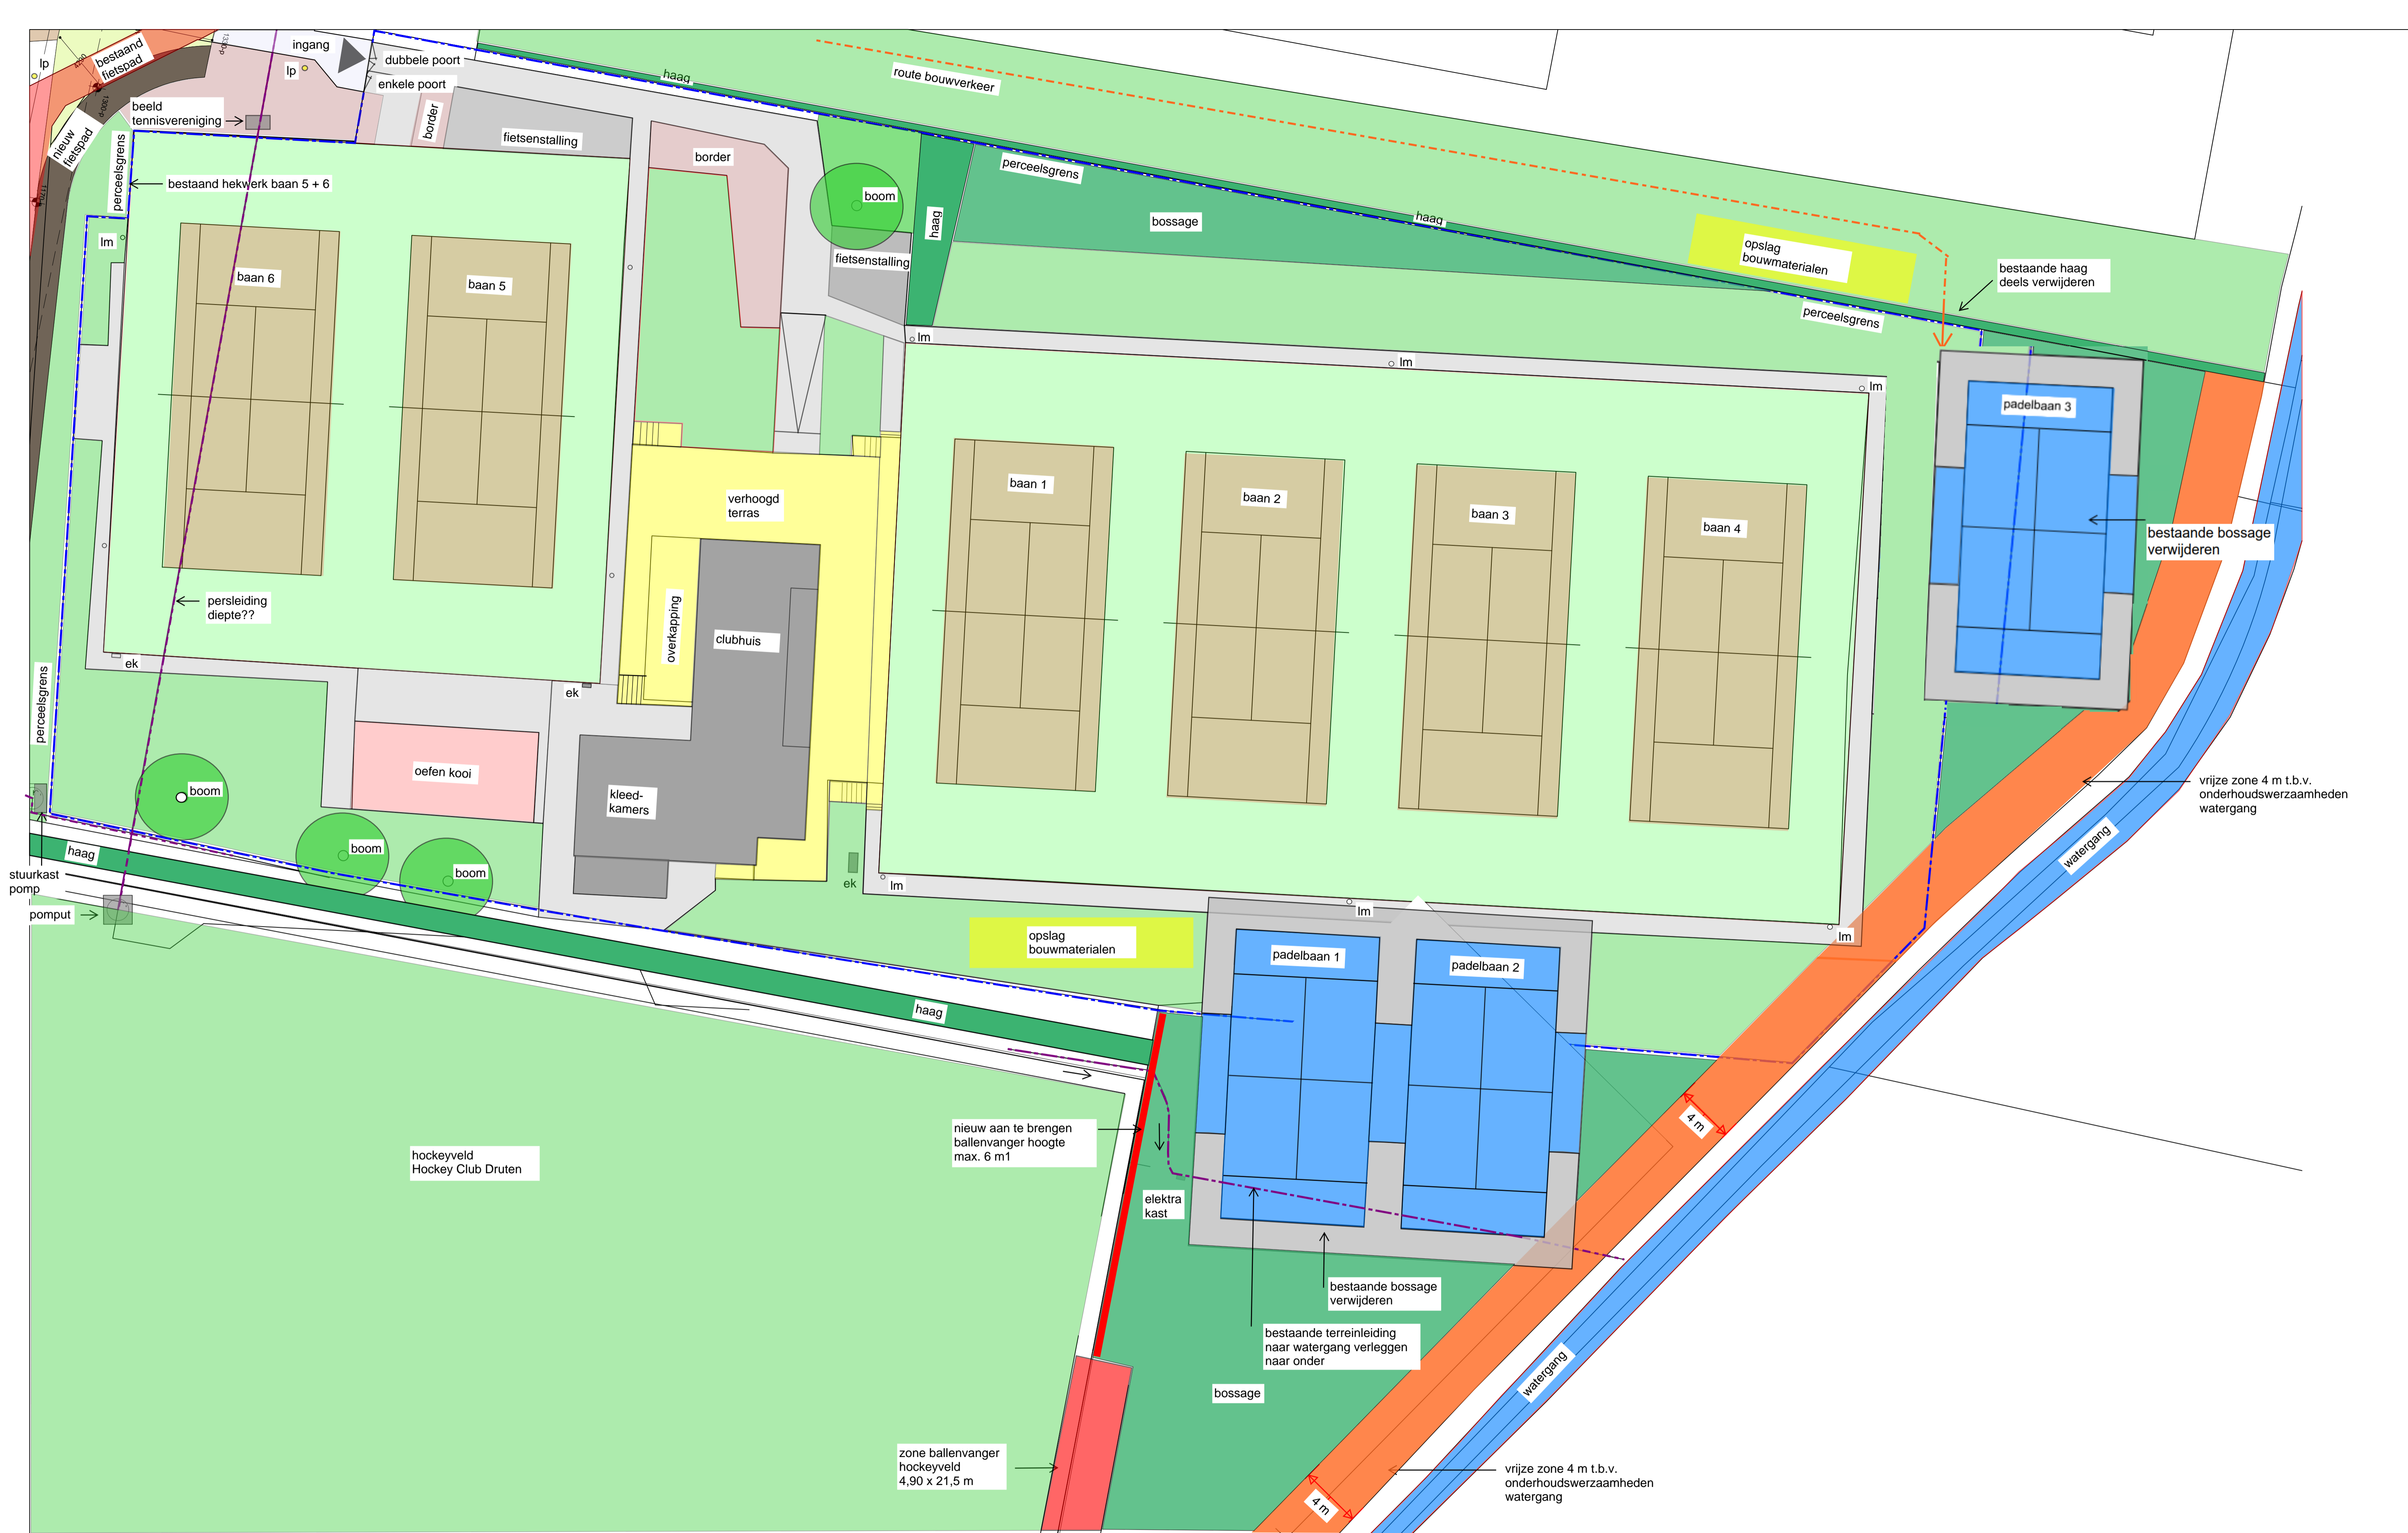 ingang
dubbele poort
enkele poort
lp
lp
bestaand
fietspad
nieuw
fietspad
1300-p
1300-p
beeld
tennisvereniging
border
fietsenstalling
haag
route bouwverkeer
perceelsgrens
bestaand hekwerk baan 5 + 6
border
boom
haag
perceelsgrens
bossage
haag
opslag
bouwmaterialen
bestaande haag
deels verwijderen
perceelsgrens
lm
fietsenstalling
baan 6
baan 5
lm
lm
lm
padelbaan 3
bestaande bossage
verwijderen
baan 1
baan 2
baan 3
baan 4
verhoogd
terras
overkapping
clubhuis
persleiding
diepte??
ek
ek
perceelsgrens
oefen kooi
kleed-
kamers
boom
boom
boom
haag
stuurkast
pomp
pomput
ek
lm
lm
lm
vrijze zone 4 m t.b.v.
onderhoudswerzaamheden
watergang
watergang
opslag
bouwmaterialen
padelbaan 1
padelbaan 2
haag
4 m
nieuw aan te brengen
ballenvanger hoogte
max. 6 m1
hockeyveld
Hockey Club Druten
elektra
kast
bestaande bossage
verwijderen
bestaande terreinleiding
naar watergang verleggen
naar onder
bossage
watergang
zone ballenvanger
hockeyveld
4,90 x 21,5 m
4 m
vrijze zone 4 m t.b.v.
onderhoudswerzaamheden
watergang